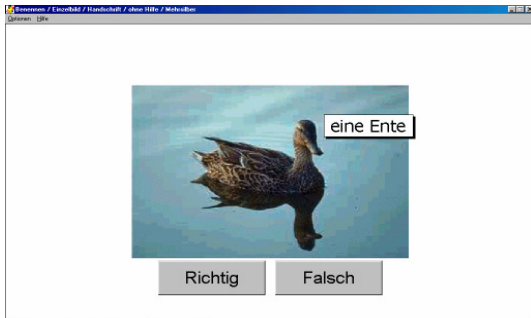 Benennen / Einzelbild / Handschrift / ohne Hilfe / Mehrsilber
Optionen Hilfe
eine Ente
Richtig Falsch